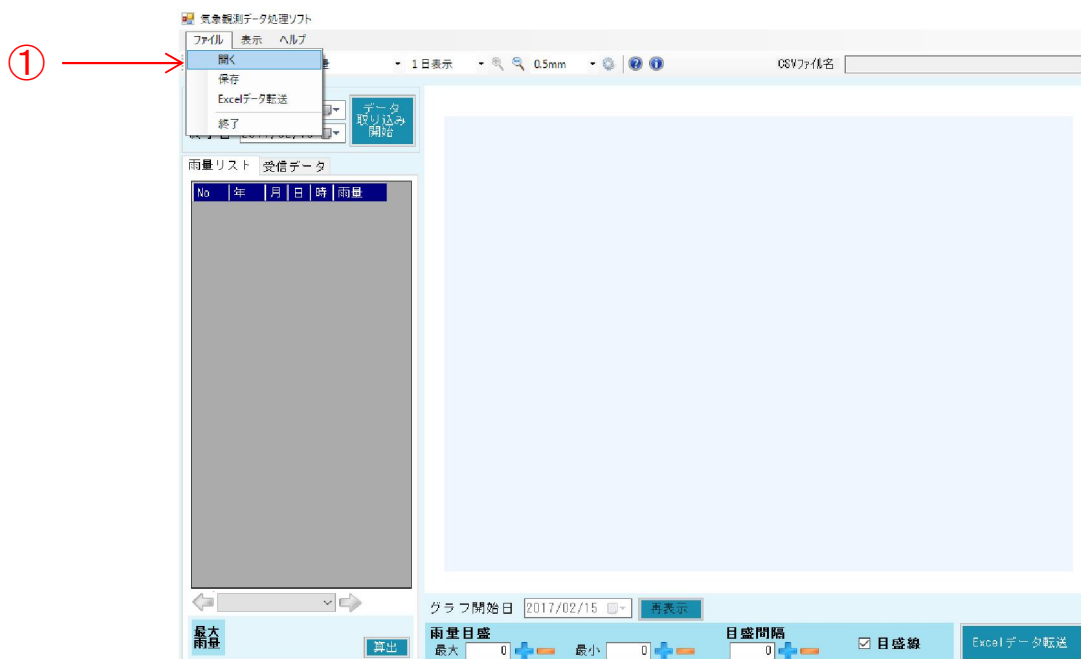 気象観測データ処理ソフト
ファイル 表示 ヘルプ
①
開く
1日表示 0.5mm CSVファイル名
保存
Excelデータ転送
終了
データ
取り込み
開始
雨量リスト 受信データ
No 年 月 日 時 雨量
グラフ開始日 2017/02/15 再表示
最大
雨量
算出
雨量目盛
最大 0 最小 0
目盛間隔
0
目盛線
Excelデータ転送